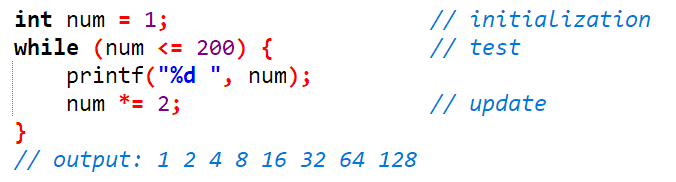 int num = 1; // initialization
while (num <= 200) { // test
printf("%d ", num);
num *= 2; // update
}
// output: 1 2 4 8 16 32 64 128